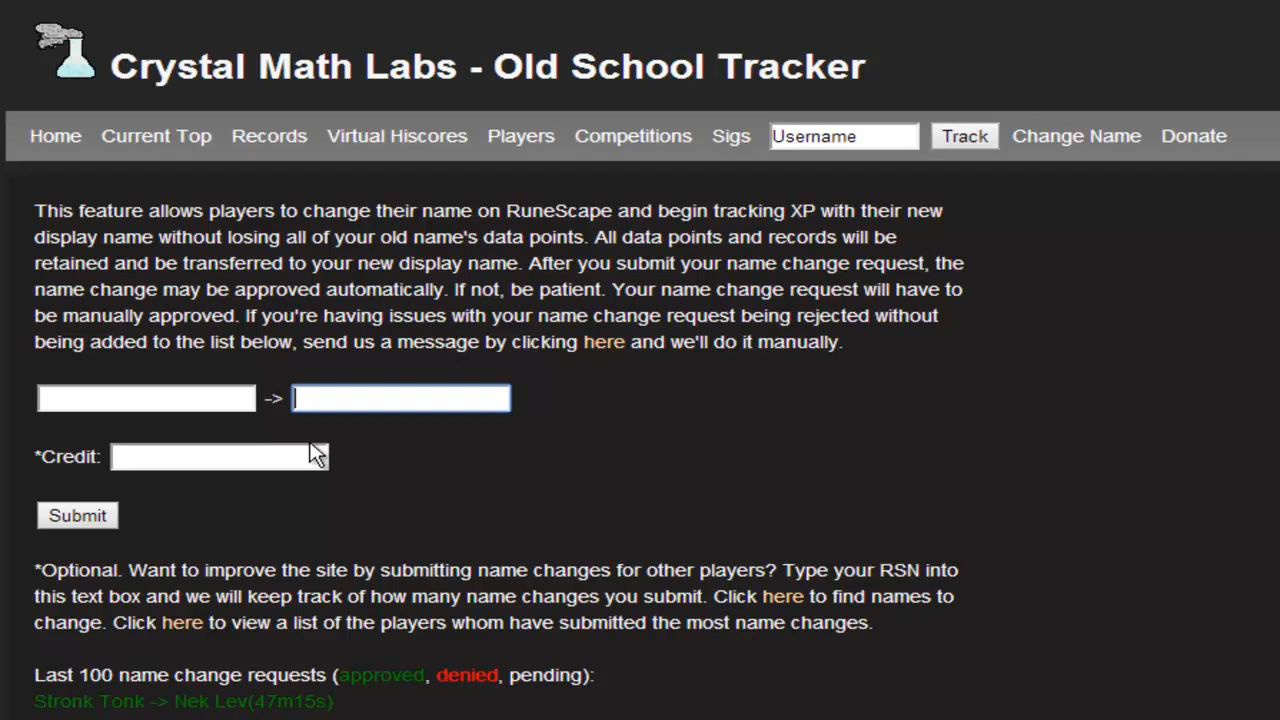 Crystal Math Labs - Old School Tracker
Home Current Top Records Virtual Hiscores Players Competitions Sigs Username Track Change Name Donate
This feature allows players to change their name on RuneScape and begin tracking XP with their new
display name without losing all of your old name's data points. All data points and records will be
retained and be transferred to your new display name. After you submit your name change request, the
name change may be approved automatically. If not, be patient. Your name change request will have to
be manually approved. If you're having issues with your name change request being rejected without
being added to the list below, send us a message by clicking here and we'll do it manually.
->
*Credit:
Submit
*Optional. Want to improve the site by submitting name changes for other players? Type your RSN into
this text box and we will keep track of how many name changes you submit. Click here to find names to
change. Click here to view a list of the players whom have submitted the most name changes.
Last 100 name change requests (approved, denied, pending):
Stronk Tonk -> Nek Lev(47m15s)